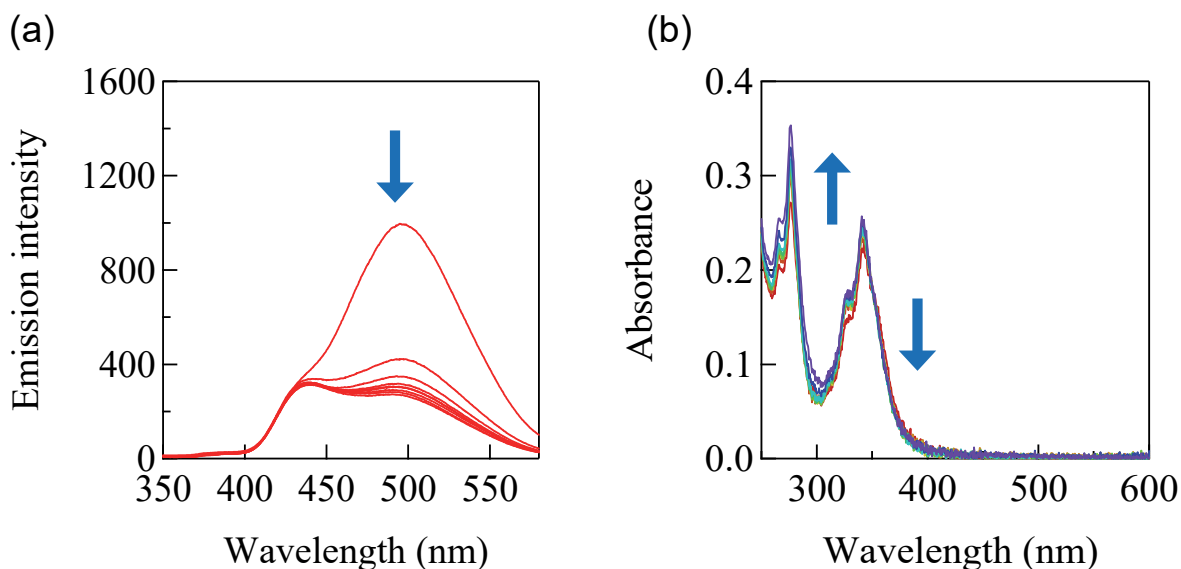 (a)
1600
1200
800
400
0
350 400 450 500 550
Emission intensity
Wavelength (nm)
(b)
0.4
0.3
0.2
0.1
0.0
300 400 500 600
Absorbance
Wavelength (nm)